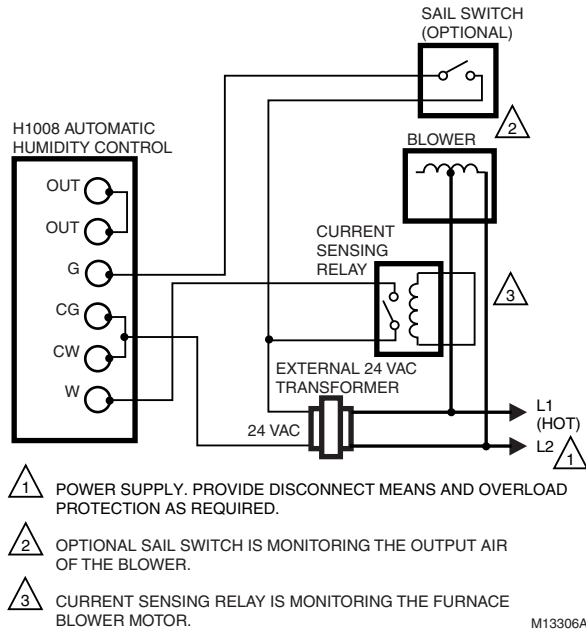 SAIL SWITCH
(OPTIONAL)
2
H1008 AUTOMATIC
HUMIDITY CONTROL
BLOWER
OUT
OUT
G
CG
CW
W
CURRENT
SENSING
RELAY
3
EXTERNAL 24 VAC
TRANSFORMER
24 VAC
L1
(HOT)
L2
1
1 POWER SUPPLY. PROVIDE DISCONNECT MEANS AND OVERLOAD
PROTECTION AS REQUIRED.
2 OPTIONAL SAIL SWITCH IS MONITORING THE OUTPUT AIR
OF THE BLOWER.
3 CURRENT SENSING RELAY IS MONITORING THE FURNACE
BLOWER MOTOR.
M13306A